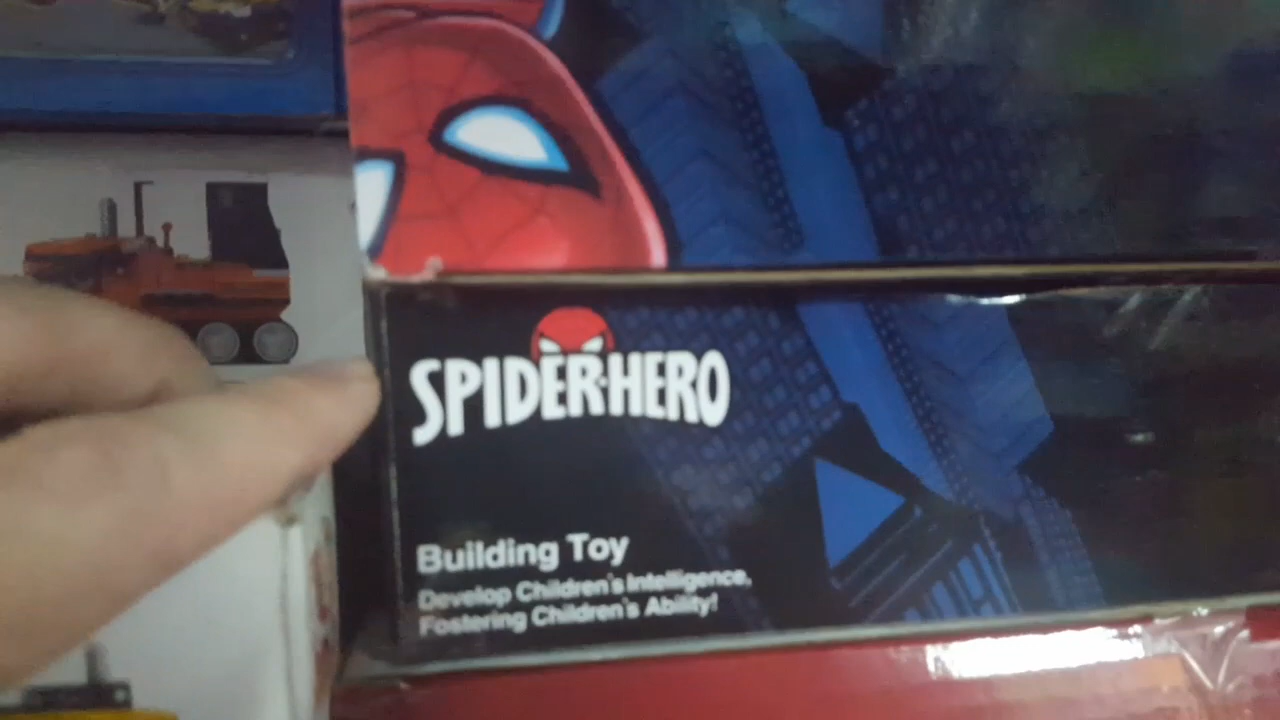 SPIDER-HERO
Building Toy
Develop Children's Intelligence,
Fostering Children's Ability!